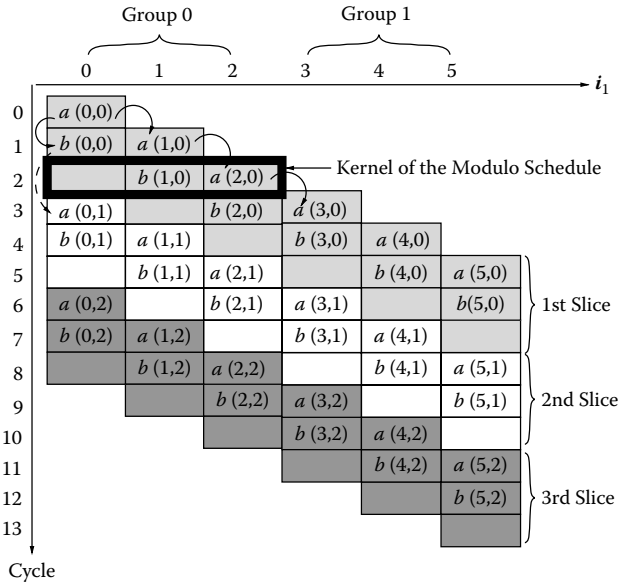 Group 0 Group 1
0 1 2 3 4 5 i₁
0 a (0,0)
1 b (0,0) a (1,0)
2 b (1,0) a (2,0) Kernel of the Modulo Schedule
3 a (0,1) b (2,0) a (3,0)
4 b (0,1) a (1,1) b (3,0) a (4,0)
5 b (1,1) a (2,1) b (4,0) a (5,0)
6 a (0,2) b (2,1) a (3,1) b(5,0) 1st Slice
7 b (0,2) a (1,2) b (3,1) a (4,1)
8 b (1,2) a (2,2) b (4,1) a (5,1)
9 b (2,2) a (3,2) b (5,1) 2nd Slice
10 b (3,2) a (4,2)
11 b (4,2) a (5,2)
12 b (5,2) 3rd Slice
13
Cycle